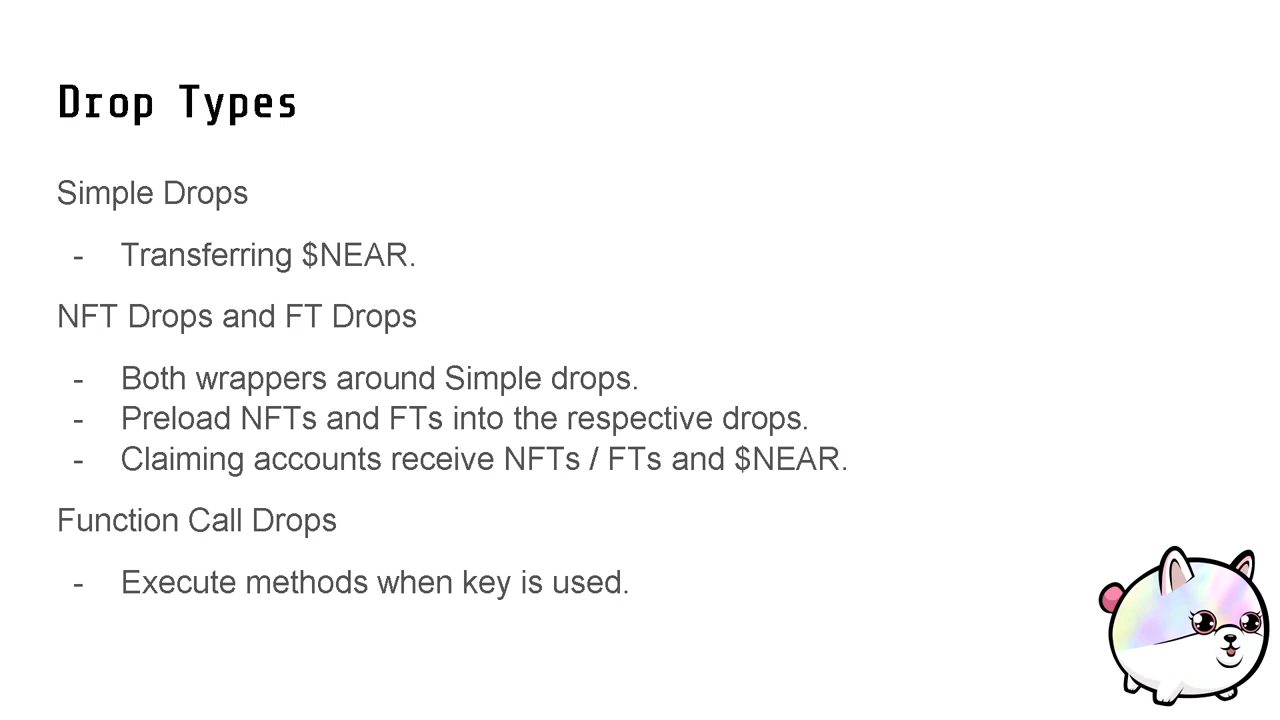 Drop Types
Simple Drops
- Transferring $NEAR.
NFT Drops and FT Drops
- Both wrappers around Simple drops.
- Preload NFTs and FTs into the respective drops.
- Claiming accounts receive NFTs / FTs and $NEAR.
Function Call Drops
- Execute methods when key is used.